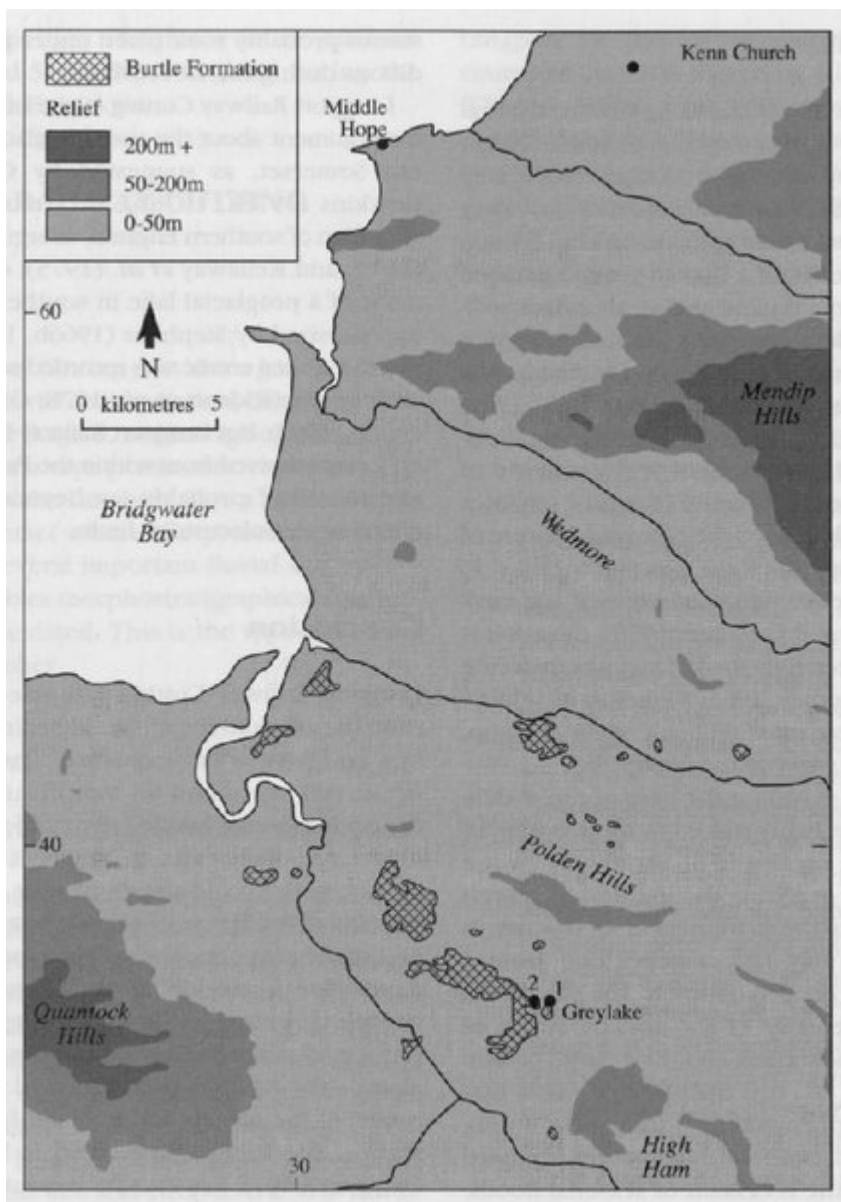 Burtle Formation
Relief
200m +
50-200m
0-50m
Kenn Church
Middle
Hope
60
N
0 kilometres 5
Mendip
Hills
Bridgwater
Bay
Wedmore
40
Polden Hills
2 1
Greylake
Quantock
Hills
High
Ham
30